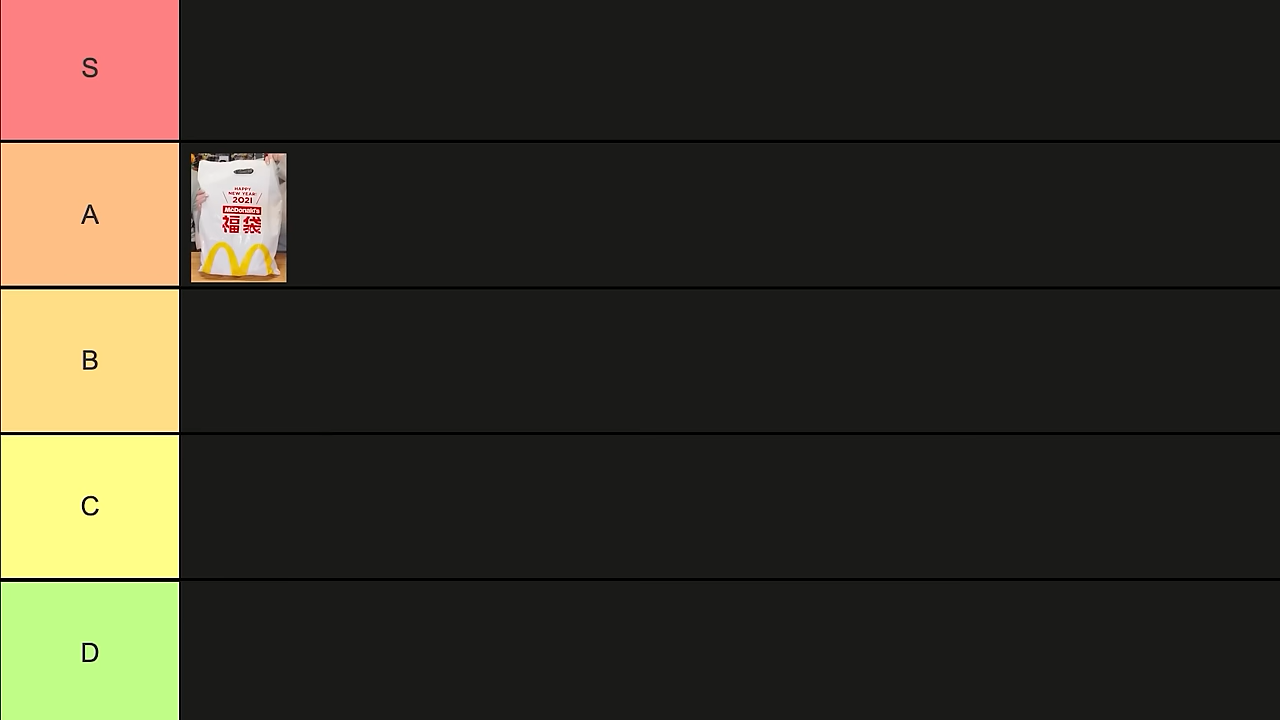 S
A
HAPPY
NEW YEAR!
2021
McDonald's
福袋
B
C
D